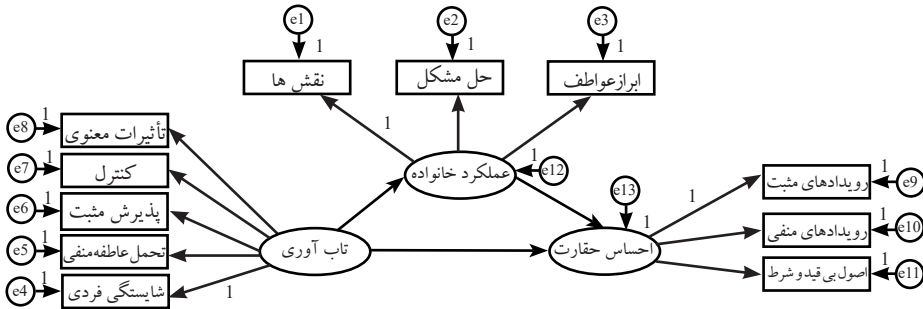 e1
e2
e3
1
1
1
نقش ها
حل مشکل
ابرازعواطف
1
e8
1
تأثیرات معنوی
e7
1
کنترل
e6
1
پذیرش مثبت
e5
1
تحمل عاطفه منفی
e4
1
شایستگی فردی
1
تاب آوری
عملکرد خانواده
1
e12
e13
1
احساس حقارت
1
رویدادهای مثبت
1
e9
رویدادهای منفی
1
e10
اصول بی قید و شرط
1
e11